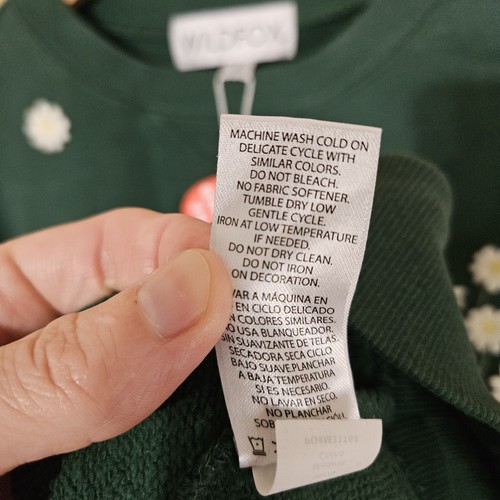 WILDFOX
MACHINE WASH COLD ON
DELICATE CYCLE WITH
SIMILAR COLORS.
DO NOT BLEACH.
NO FABRIC SOFTENER.
TUMBLE DRY LOW
GENTLE CYCLE.
IRON AT LOW TEMPERATURE
IF NEEDED.
DO NOT DRY CLEAN.
DO NOT IRON
ON DECORATION.
VAR A MÁQUINA EN
EN CICLO DELICADO
N COLORES SIMILARES.
O USA BLANQUEADOR.
SIN SUAVIZANTE DE TELAS.
SECADORA SECA CICLO
BAJO SUAVE.PLANCHAR
A BAJA TEMPERATURA
SI ES NECESARIO.
NO LAVAR EN SECO.
NO PLANCHAR